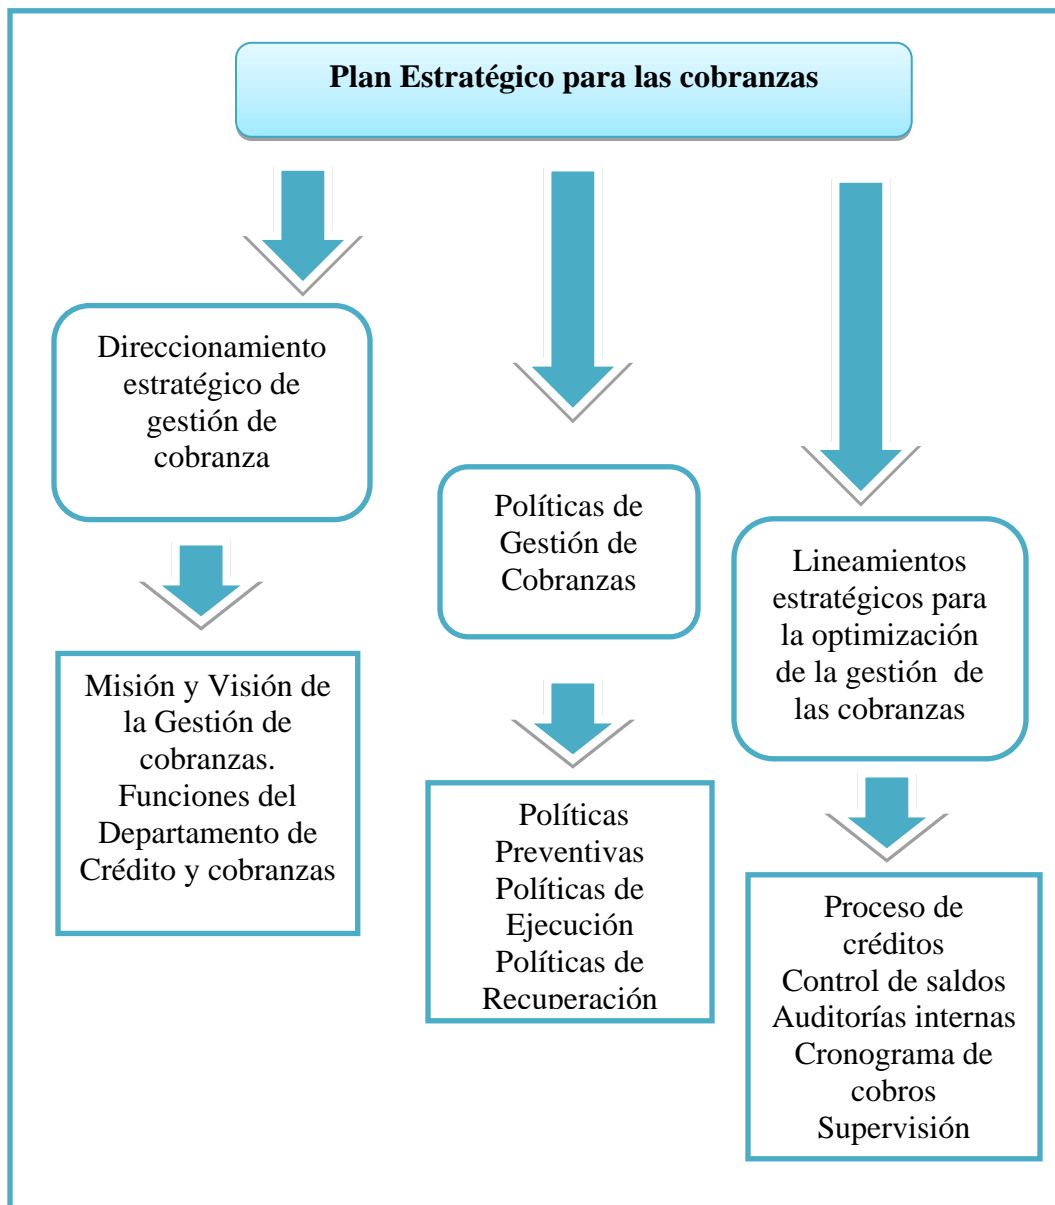 Plan Estratégico para las cobranzas
Direccionamiento
estratégico de
gestión de
cobranza
Misión y Visión de
la Gestión de
cobranzas.
Funciones del
Departamento de
Crédito y cobranzas
Políticas de
Gestión de
Cobranzas
Políticas
Preventivas
Políticas de
Ejecución
Políticas de
Recuperación
Lineamientos
estratégicos para
la optimización
de la gestión  de
las cobranzas
Proceso de
créditos
Control de saldos
Auditorías internas
Cronograma de
cobros
Supervisión